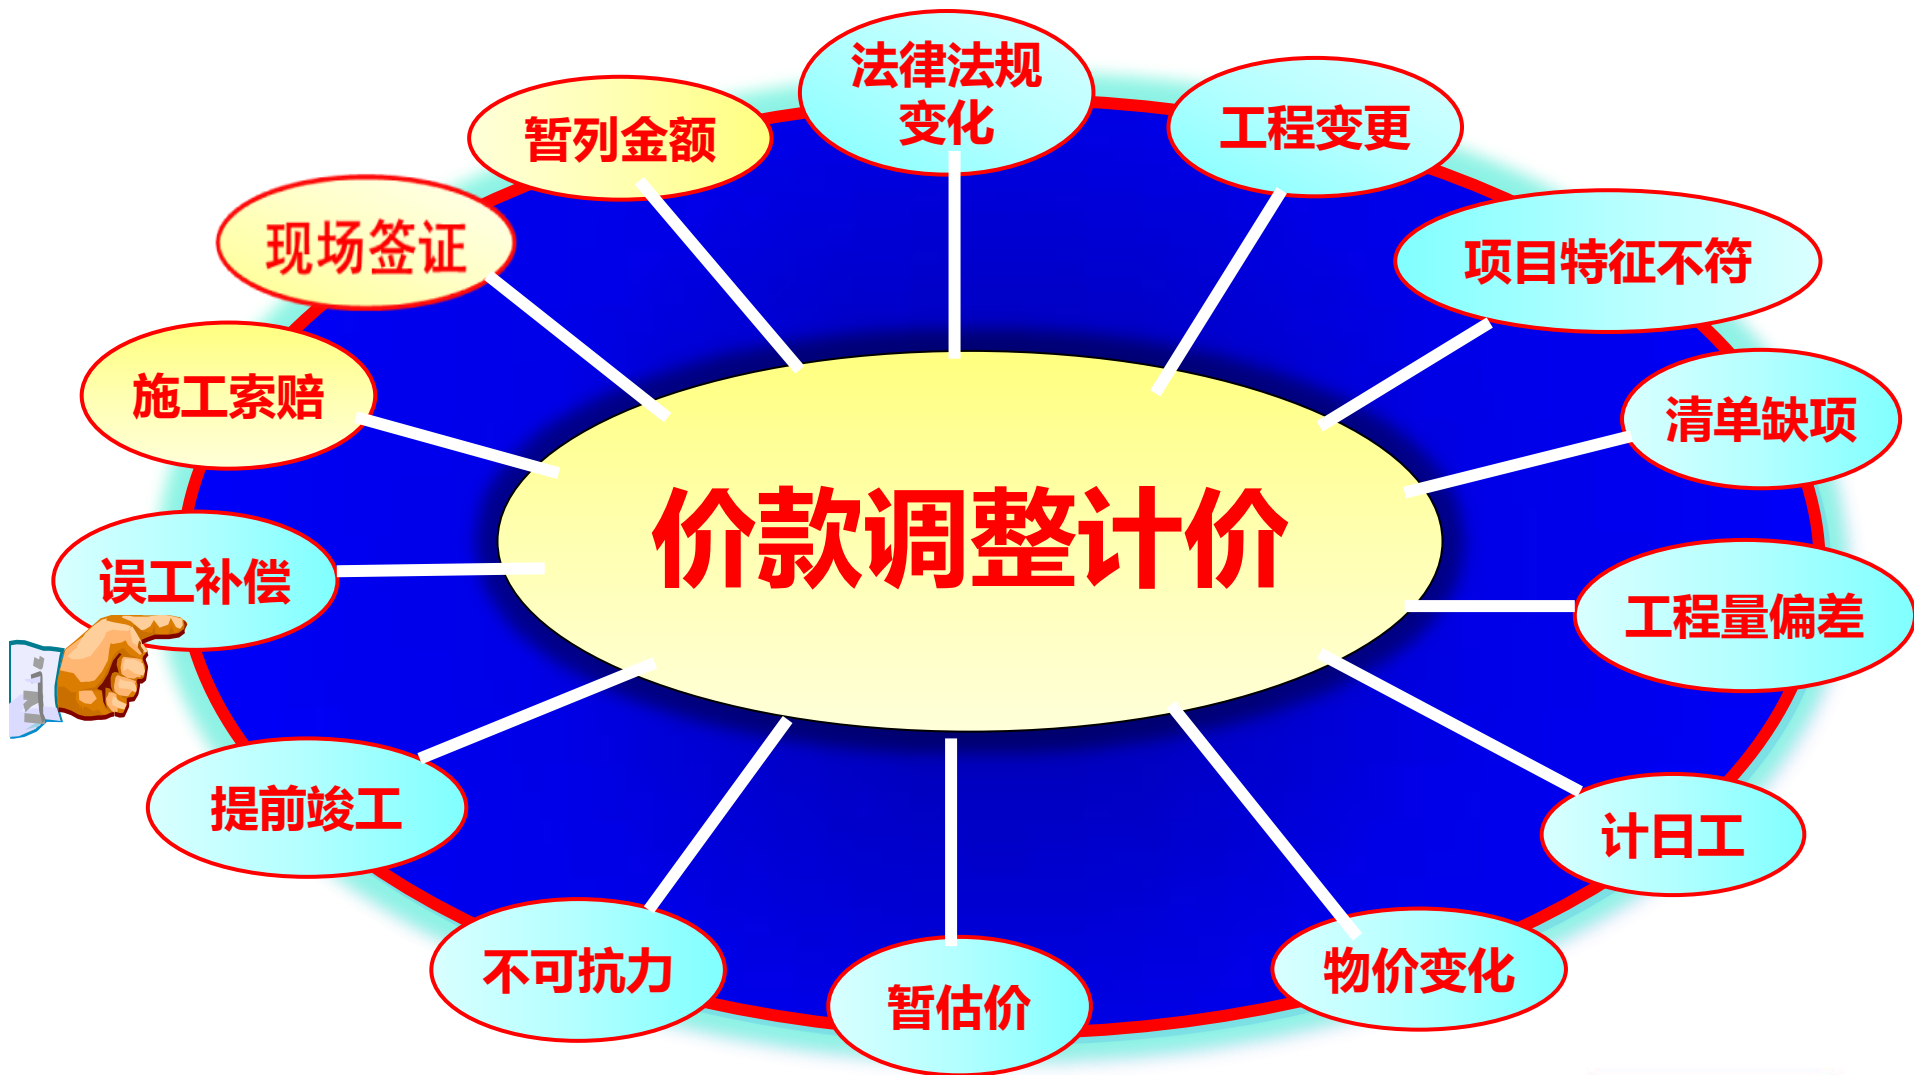 法律法规
变化
工程变更
暂列金额
现场签证
项目特征不符
施工索赔
清单缺项
价款调整计价
误工补偿
工程量偏差
提前竣工
计日工
不可抗力
物价变化
暂估价